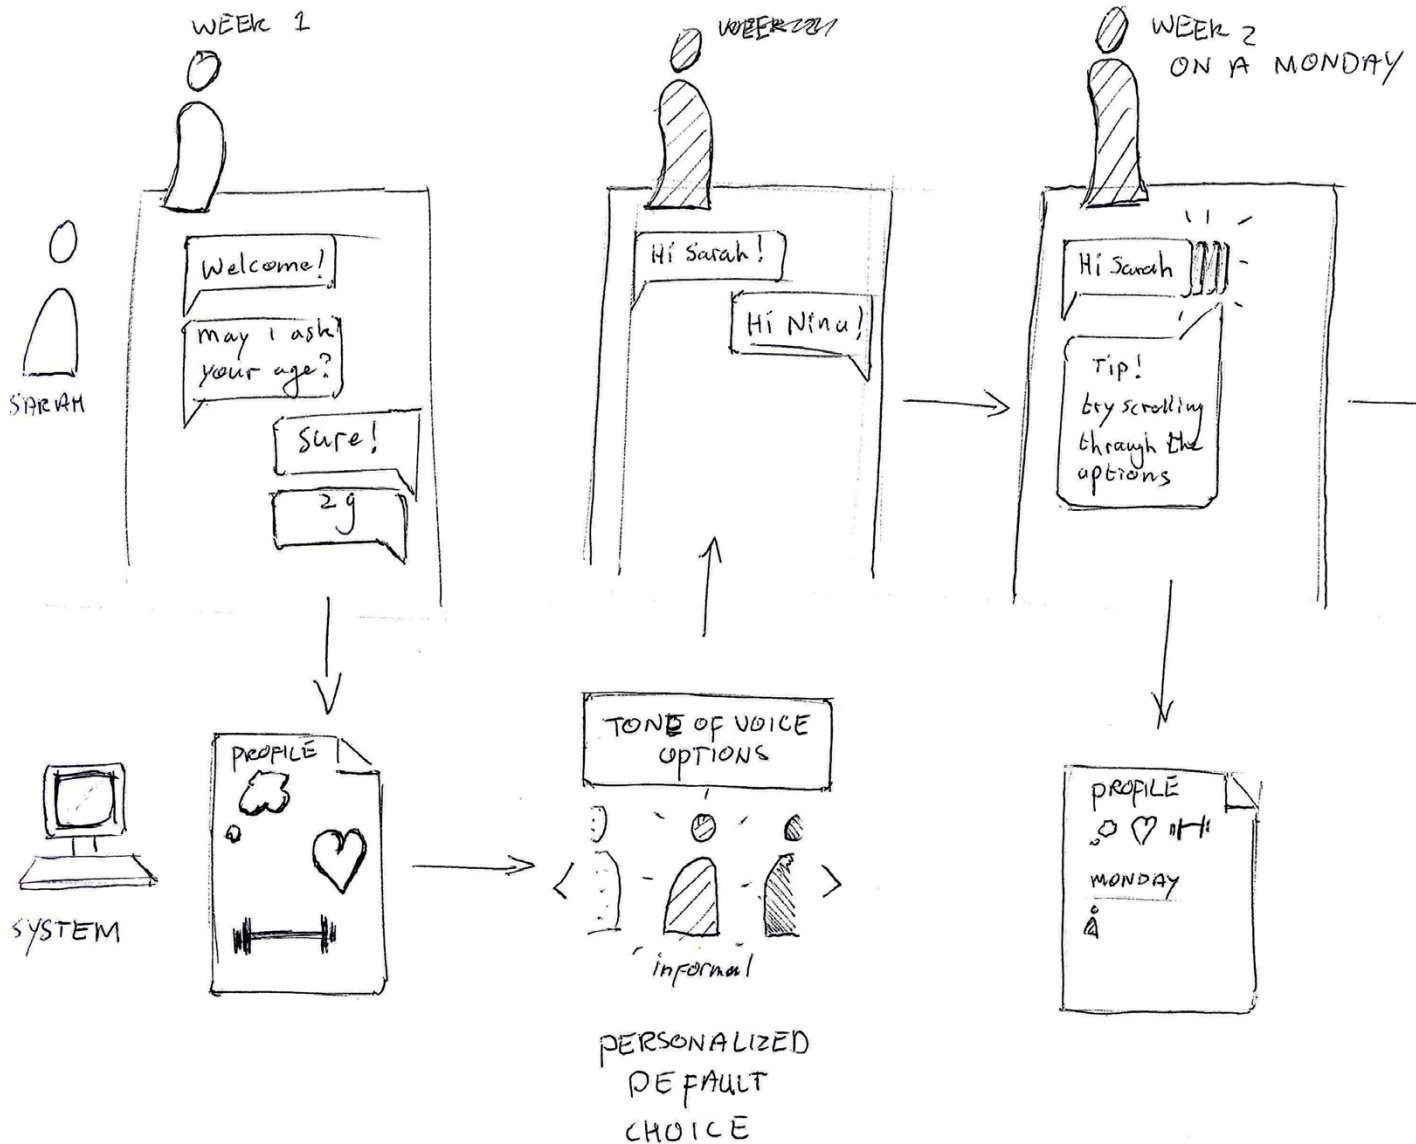 WEEK 1
WEEK 2
ON A MONDAY
Welcome!
may I ask
your age?
Sure!
29
SARAH
Hi Sarah!
Hi Nina!
Hi Sarah
Tip!
try scrolling
through the
options
PROFILE
SYSTEM
TONE OF VOICE
OPTIONS
informal
PERSONALIZED
DEFAULT
CHOICE
PROFILE
MONDAY